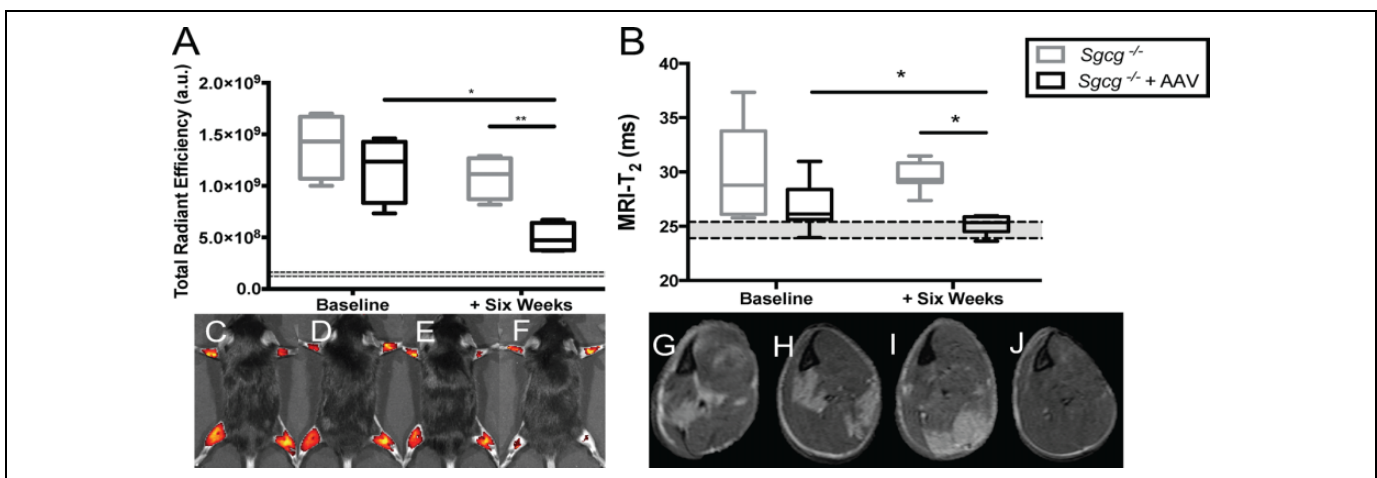 A
Total Radiant Efficiency (a.u.)
2.0×10⁹
1.5×10⁹
1.0×10⁹
5.0×10⁸
0.0
*
**
Baseline
+ Six Weeks
B
MRI-T₂ (ms)
40
35
30
25
20
*
*
Baseline
+ Six Weeks
Sgcg -/-
Sgcg -/- + AAV
C D E F
G H I J